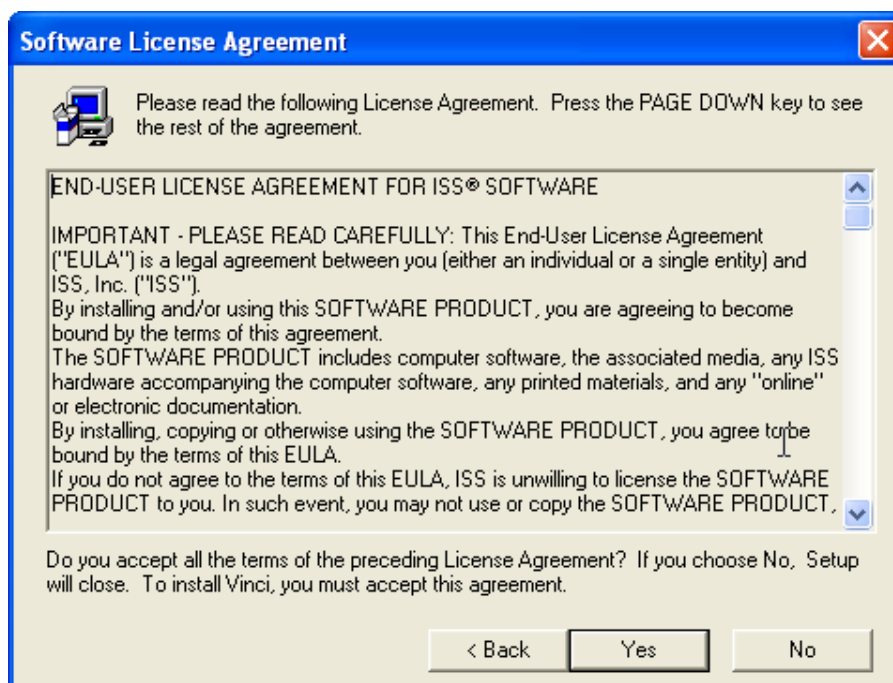 Software License Agreement
Please read the following License Agreement.  Press the PAGE DOWN key to see
the rest of the agreement.
END-USER LICENSE AGREEMENT FOR ISS® SOFTWARE
IMPORTANT - PLEASE READ CAREFULLY: This End-User License Agreement
("EULA") is a legal agreement between you (either an individual or a single entity) and
ISS, Inc. ("ISS").
By installing and/or using this SOFTWARE PRODUCT, you are agreeing to become
bound by the terms of this agreement.
The SOFTWARE PRODUCT includes computer software, the associated media, any ISS
hardware accompanying the computer software, any printed materials, and any "online"
or electronic documentation.
By installing, copying or otherwise using the SOFTWARE PRODUCT, you agree to be
bound by the terms of this EULA.
If you do not agree to the terms of this EULA, ISS is unwilling to license the SOFTWARE
PRODUCT to you. In such event, you may not use or copy the SOFTWARE PRODUCT,
Do you accept all the terms of the preceding License Agreement?  If you choose No,  Setup
will close.  To install Vinci, you must accept this agreement.
< Back
Yes
No